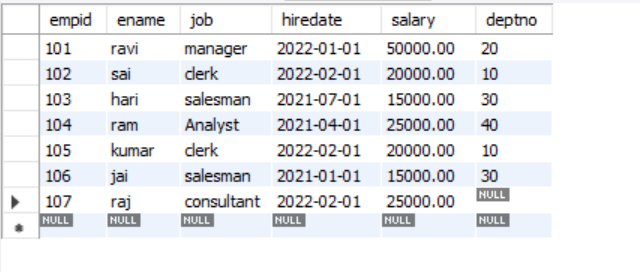 empid ename job hiredate salary deptno
101 ravi manager 2022-01-01 50000.00 20
102 sai clerk 2022-02-01 20000.00 10
103 hari salesman 2021-07-01 15000.00 30
104 ram Analyst 2021-04-01 25000.00 40
105 kumar clerk 2022-02-01 20000.00 10
106 jai salesman 2021-01-01 15000.00 30
107 raj consultant 2022-02-01 25000.00 NULL
NULL NULL NULL NULL NULL NULL